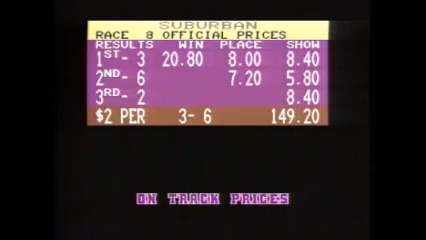 SUBURBAN
RACE 8 OFFICIAL PRICES
RESULTS WIN PLACE SHOW
1ST- 3 20.80 8.00 8.40
2ND- 6 7.20 5.80
3RD- 2 8.40
$2 PER 3- 6 149.20
ON TRACK PRICES